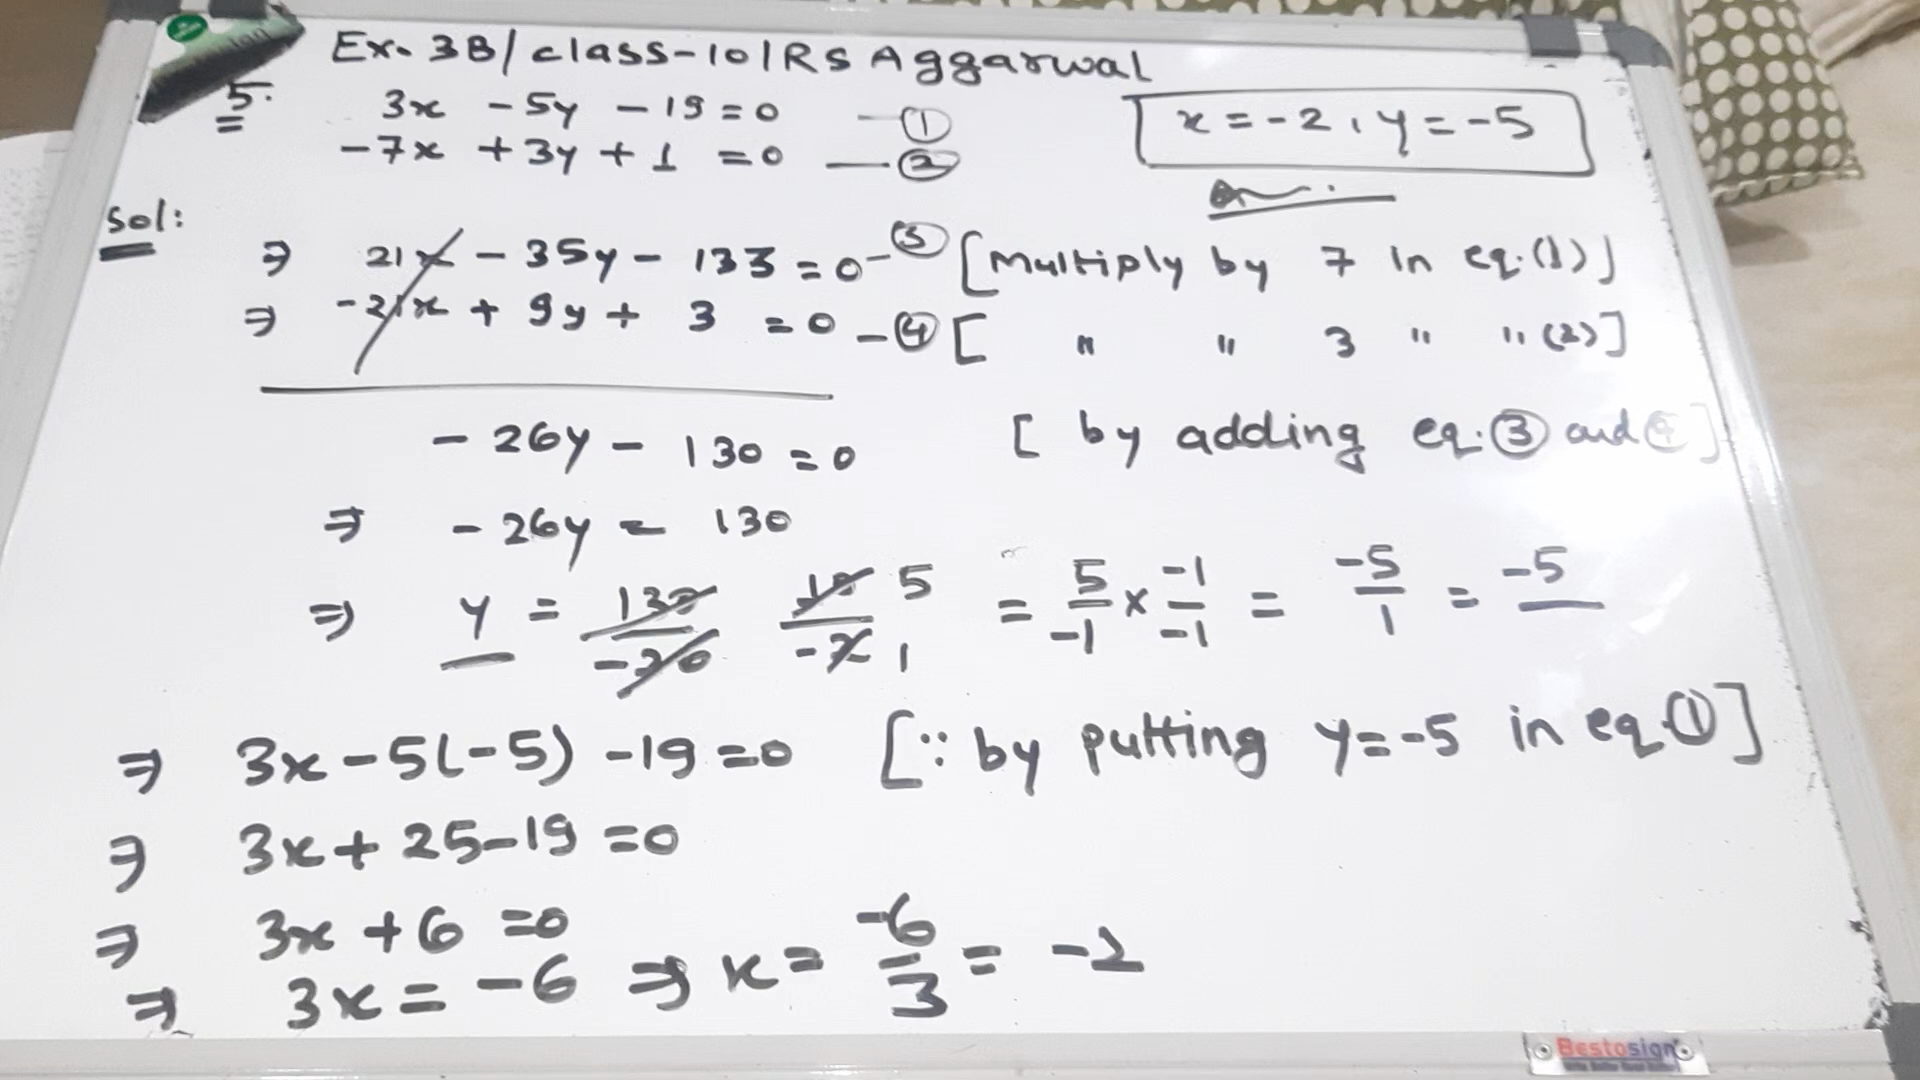 Ex. 3B/class-10/RS Aggarwal
5. 3x - 5y - 19 = 0 — ①
-7x + 3y + 1 = 0 — ②
x = -2, y = -5
Sol:
⇒ 21x - 35y - 133 = 0 - ③ [Multiply by 7 in eq.(1)]
⇒ -21x + 9y + 3 = 0 - ④ [ " " 3 " " (2)]
- 26y - 130 = 0 [by adding eq. ③ and ④]
⇒ - 26y = 130
⇒ y = 130/-26 10/-2 5/1 = 5/-1 × -1/-1 = -5/1 = -5
⇒ 3x - 5(-5) - 19 = 0 [∵ by putting y = -5 in eq ①]
⇒ 3x + 25 - 19 = 0
⇒ 3x + 6 = 0
⇒ 3x = -6 ⇒ x = -6/3 = -2
Bestosign